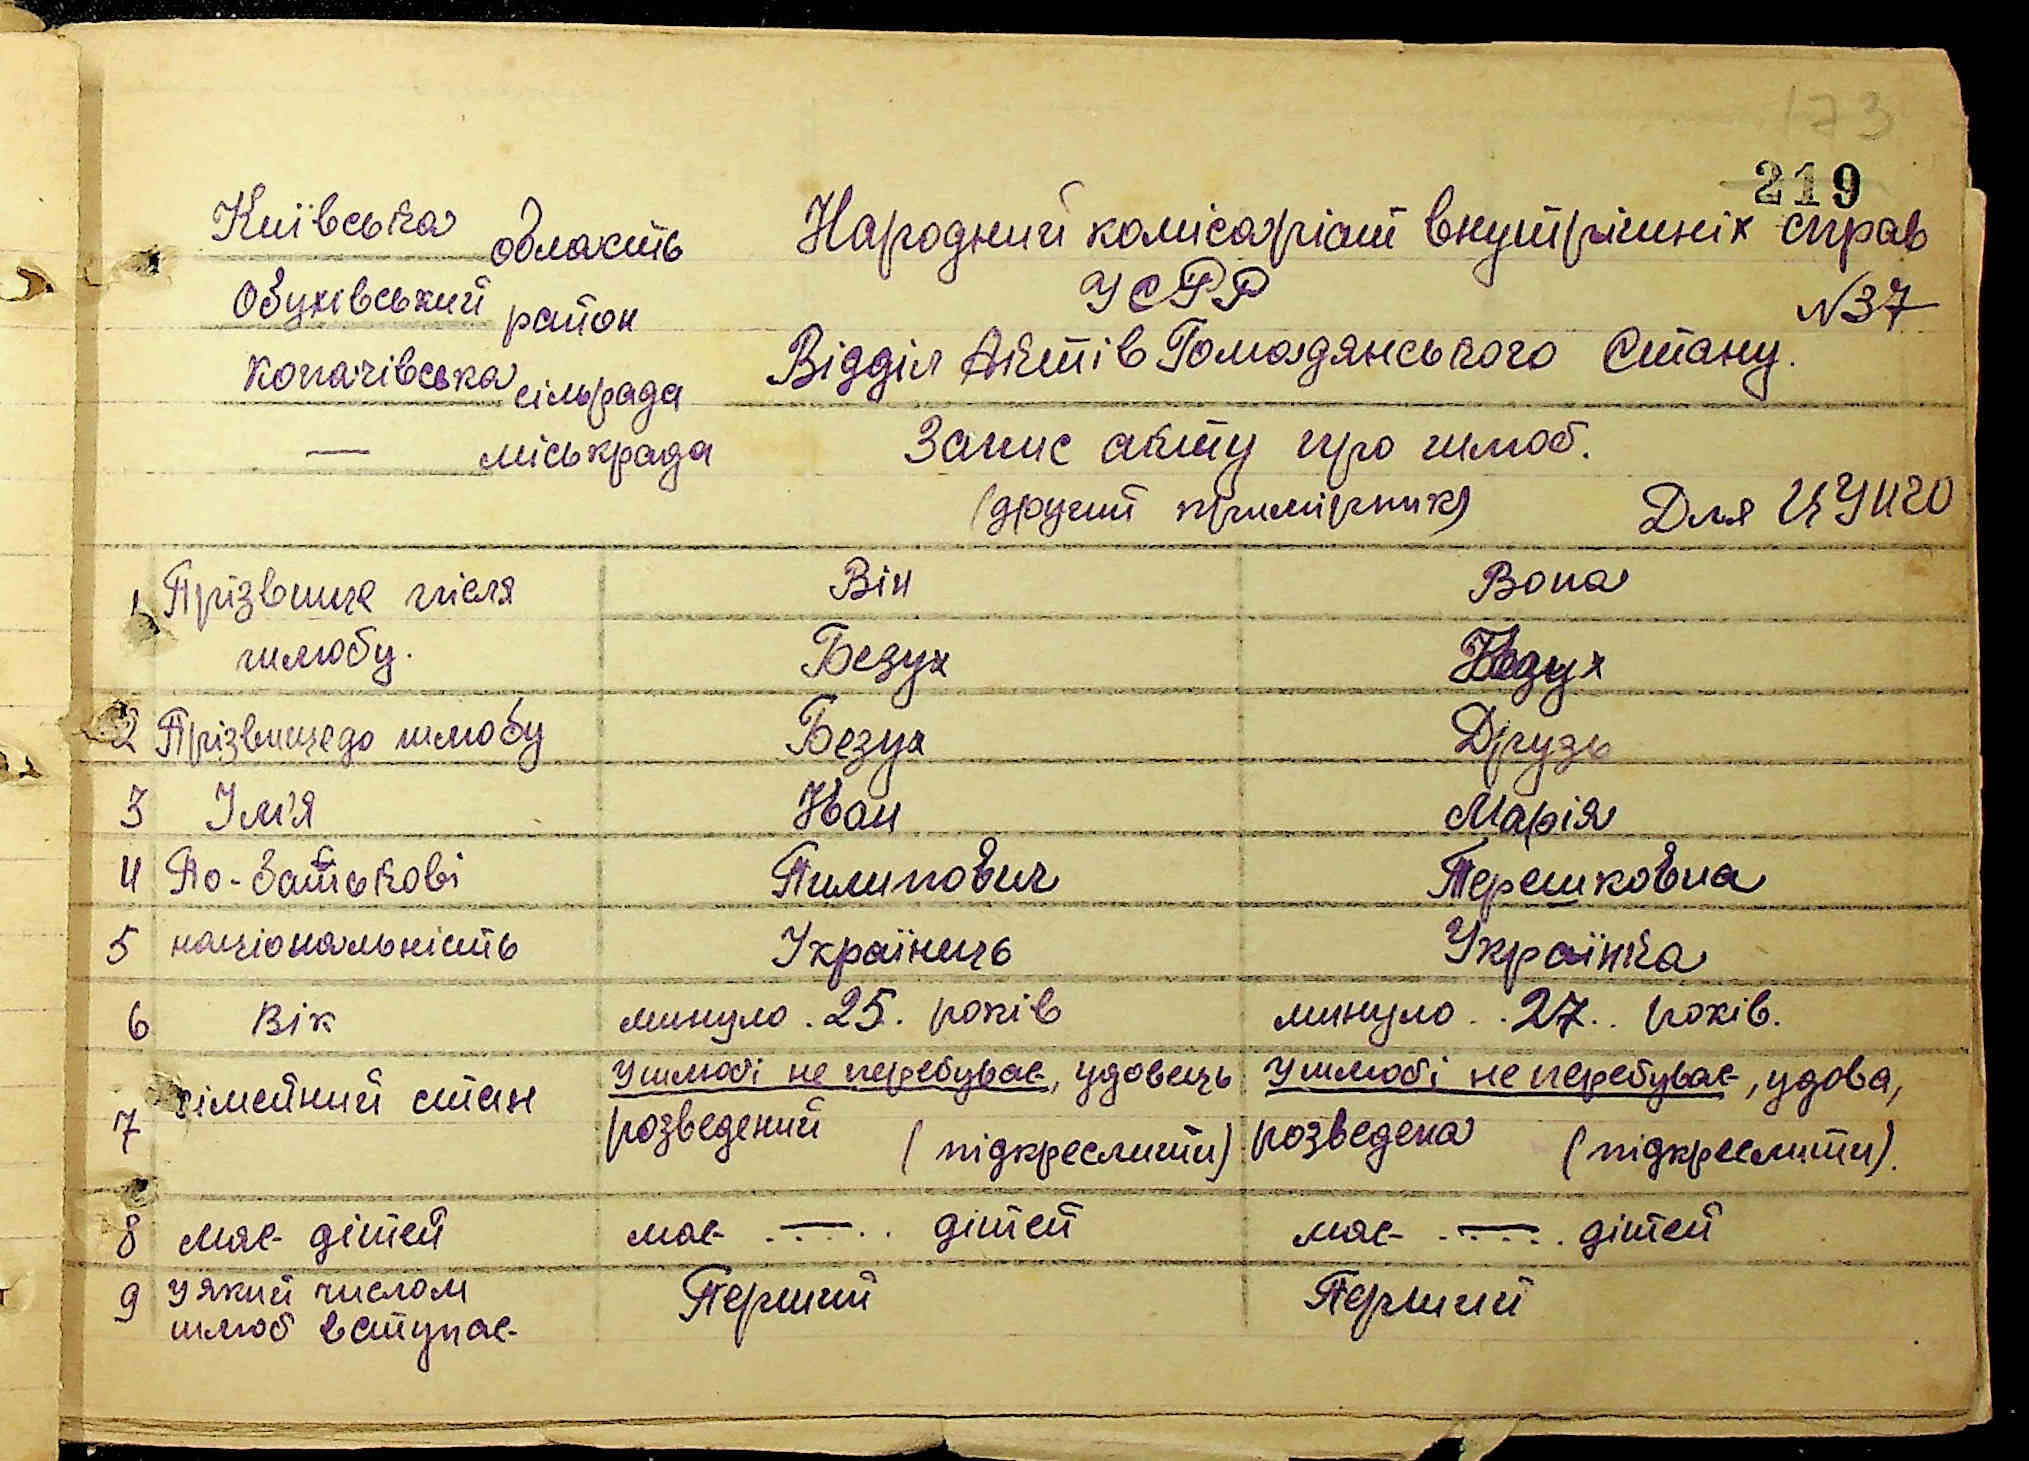 173
219
Київська область
Обухівський район
Копачівська сільрада
— міськрада
Народний комісаріат внутрішніх справ
УСРР
N37
Відділ Актів Гомадянського Стану.
Запис акту про шлюб.
(другий примірник)
Для ЦУНГО
1 Прізвище після шлюбу.
Він
Вона
Безух
2 Прізвище до шлюбу Безух Друзь
3 Ім'я Іван Марія
4 По-батькові Пилипович Терешковна
5 національність Українець Українка
6 Вік минуло . 25 . років минуло . . 27 . . років.
7 сімейний стан
У шлюбі не перебуває, удовець
розведений (підкреслити)
У шлюбі не перебуває, удова,
розведена (підкреслити).
8 має дітей має — дітей має — дітей
9 у який числом
шлюб вступає
Перший
Перший